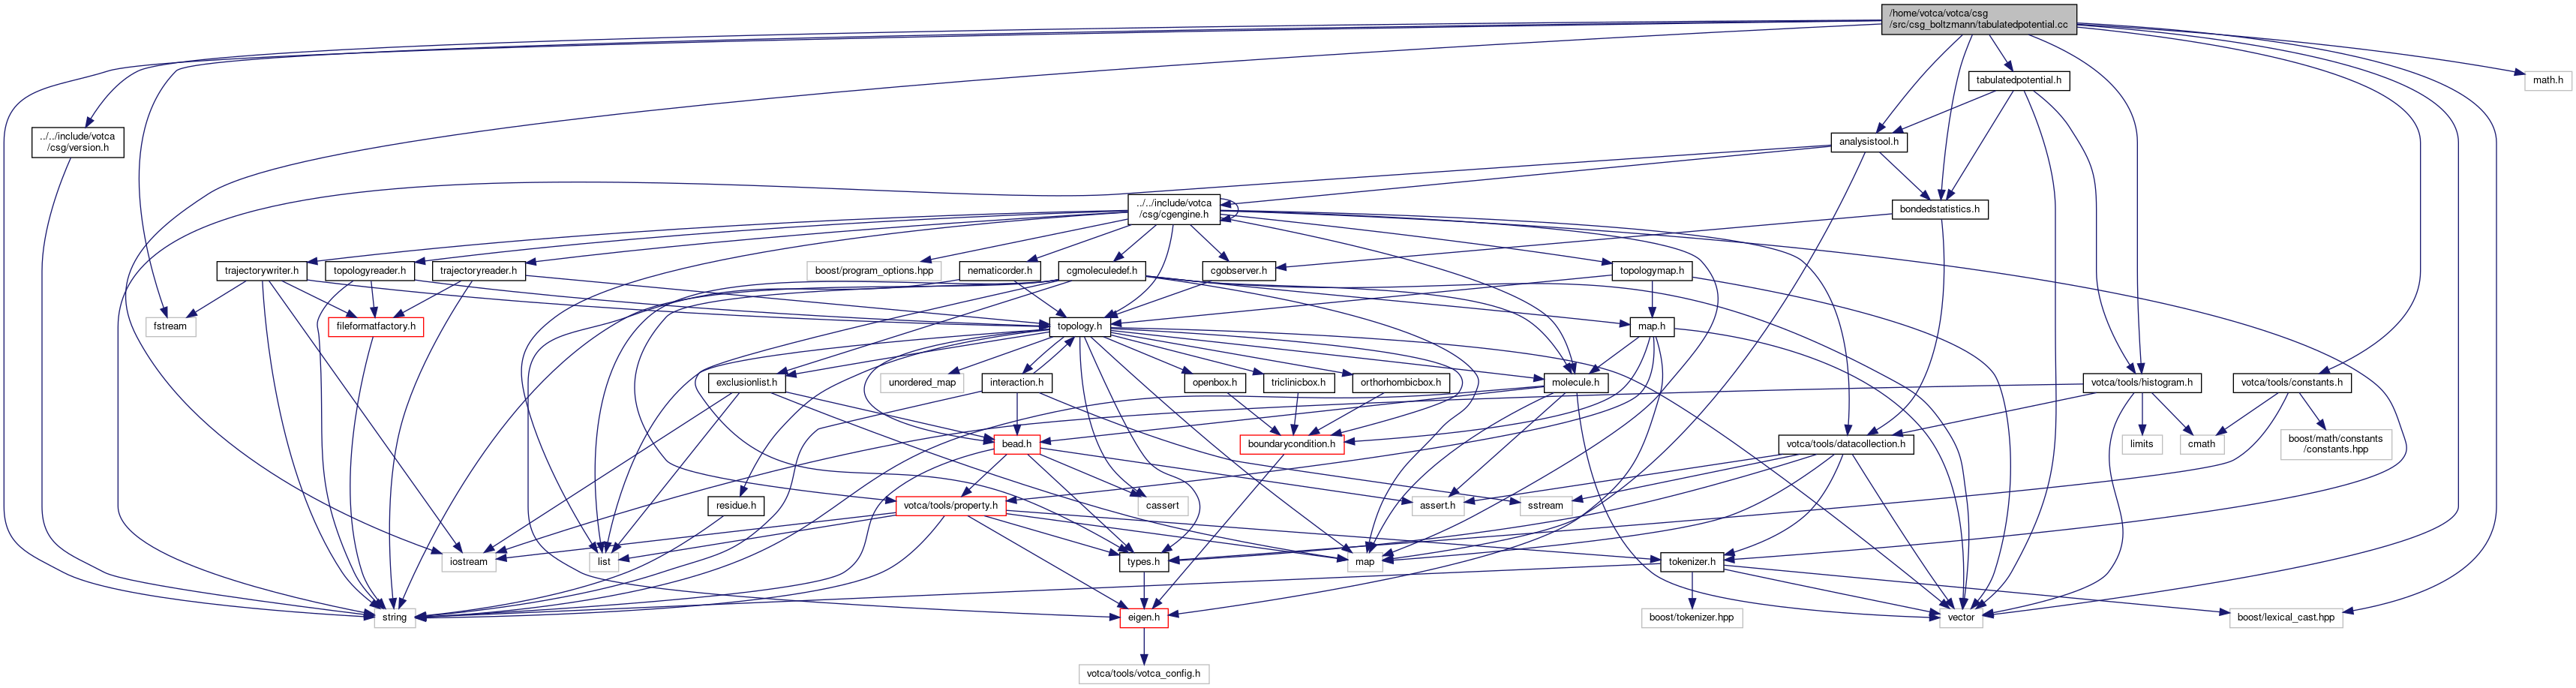 /home/votca/votca/csg
/src/csg_boltzmann/tabulatedpotential.cc
tabulatedpotential.h
math.h
../../include/votca
/csg/version.h
analysistool.h
../../include/votca
/csg/cgengine.h
bondedstatistics.h
trajectorywriter.h
topologyreader.h
trajectoryreader.h
boost/program_options.hpp
nematicorder.h
cgmoleculedef.h
cgobserver.h
topologymap.h
fstream
fileformatfactory.h
topology.h
map.h
exclusionlist.h
unordered_map
interaction.h
openbox.h
triclinicbox.h
orthorhombicbox.h
molecule.h
votca/tools/histogram.h
votca/tools/constants.h
bead.h
boundarycondition.h
votca/tools/datacollection.h
limits
cmath
boost/math/constants
/constants.hpp
residue.h
votca/tools/property.h
cassert
assert.h
sstream
iostream
list
types.h
map
tokenizer.h
string
eigen.h
boost/tokenizer.hpp
vector
boost/lexical_cast.hpp
votca/tools/votca_config.h